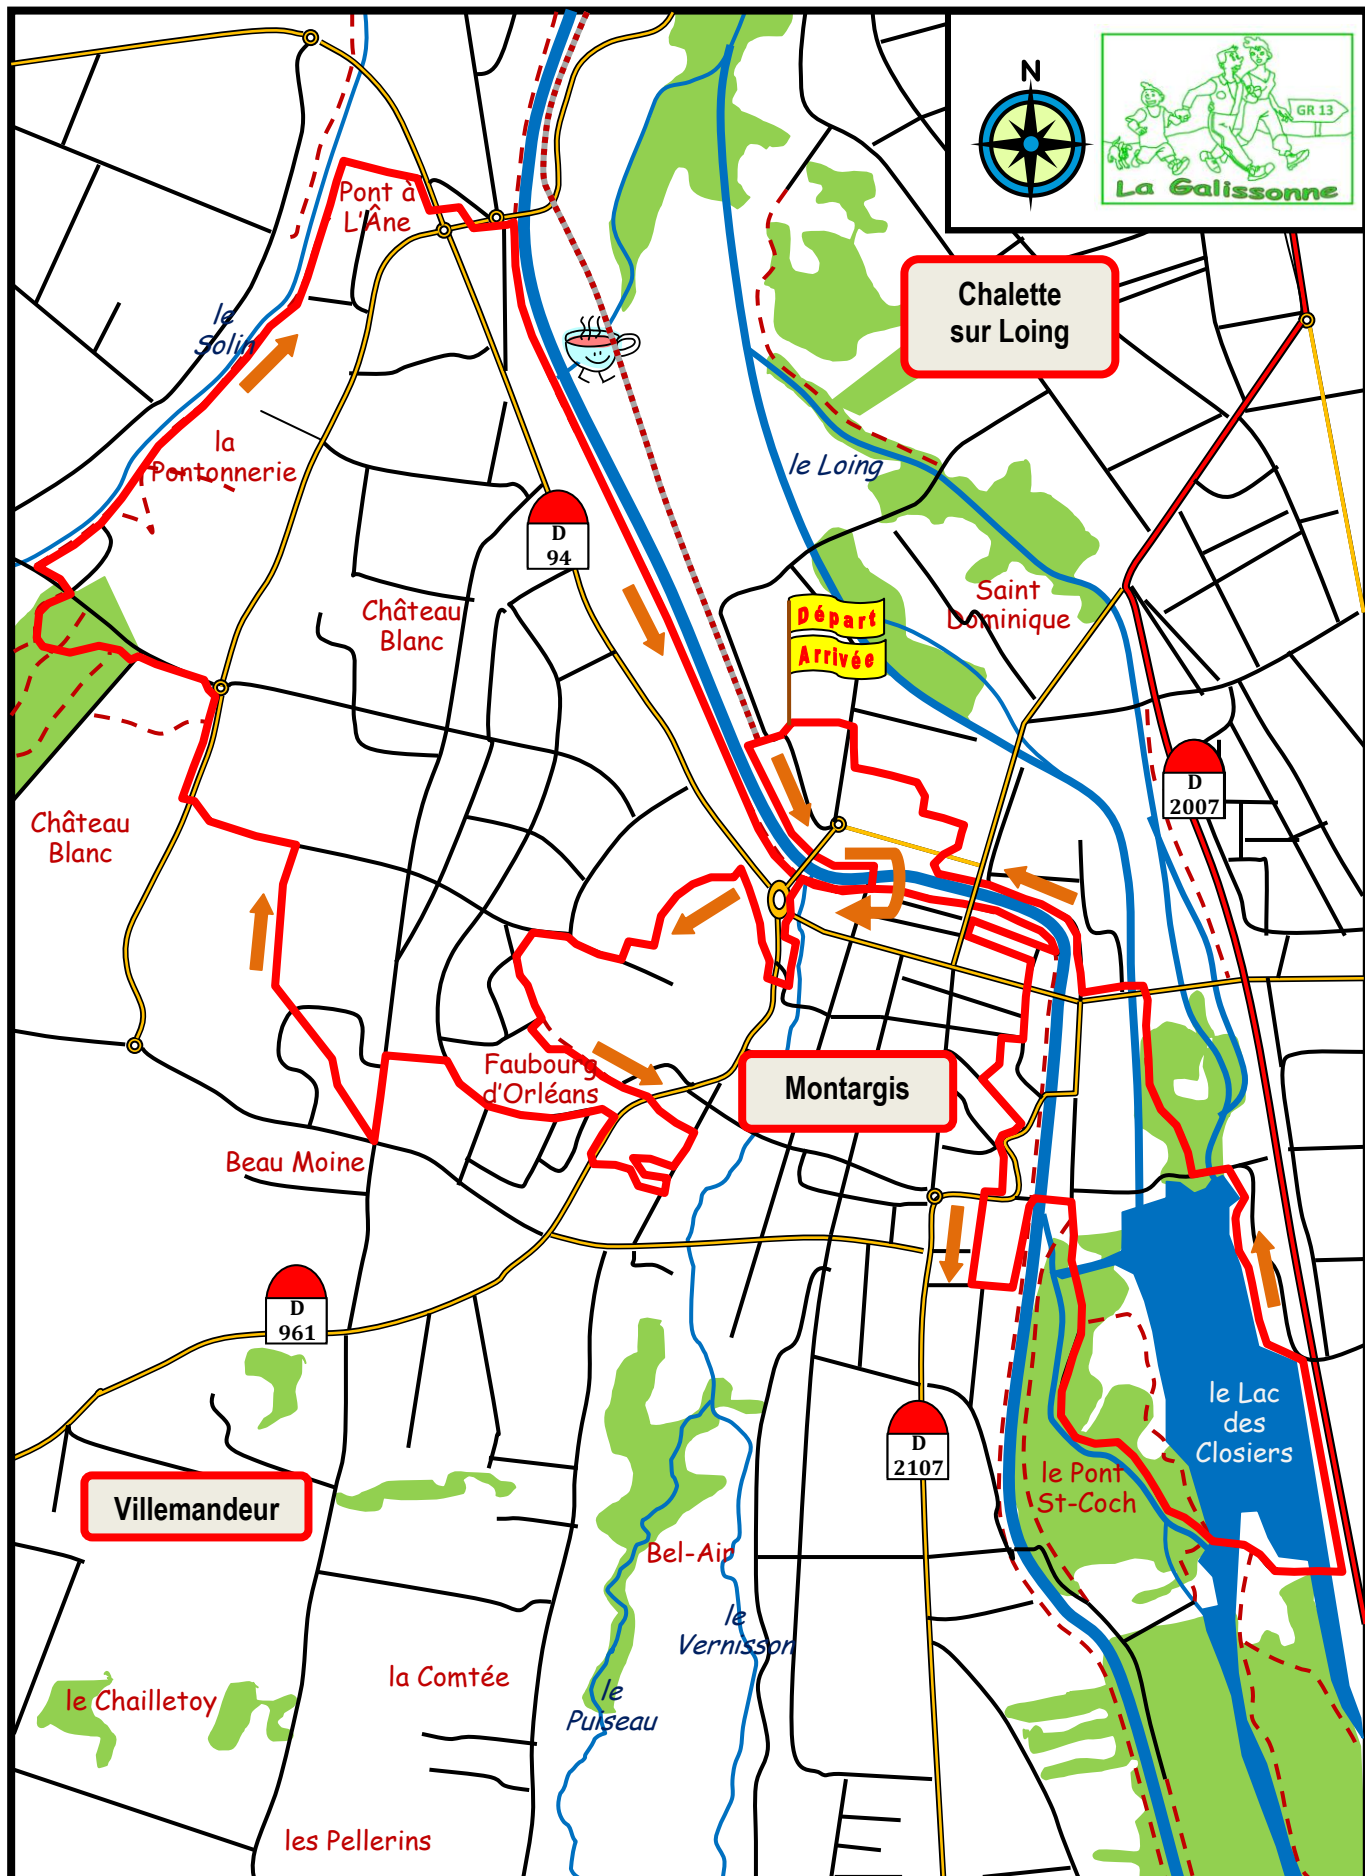 N
GR 13
La Galissonne
Pont à
L'Âne
Chalette
sur Loing
le
Solin
la
Pontonnerie
le Loing
D
94
Château
Blanc
Saint
Dominique
Départ
Arrivée
D
2007
Château
Blanc
Faubourg
d'Orléans
Montargis
Beau Moine
D
961
le Lac
des
Closiers
D
2107
le Pont
St-Coch
Villemandeur
Bel-Air
le
Vernisson
la Comtée
le Chailletoy
le
Puiseau
les Pellerins